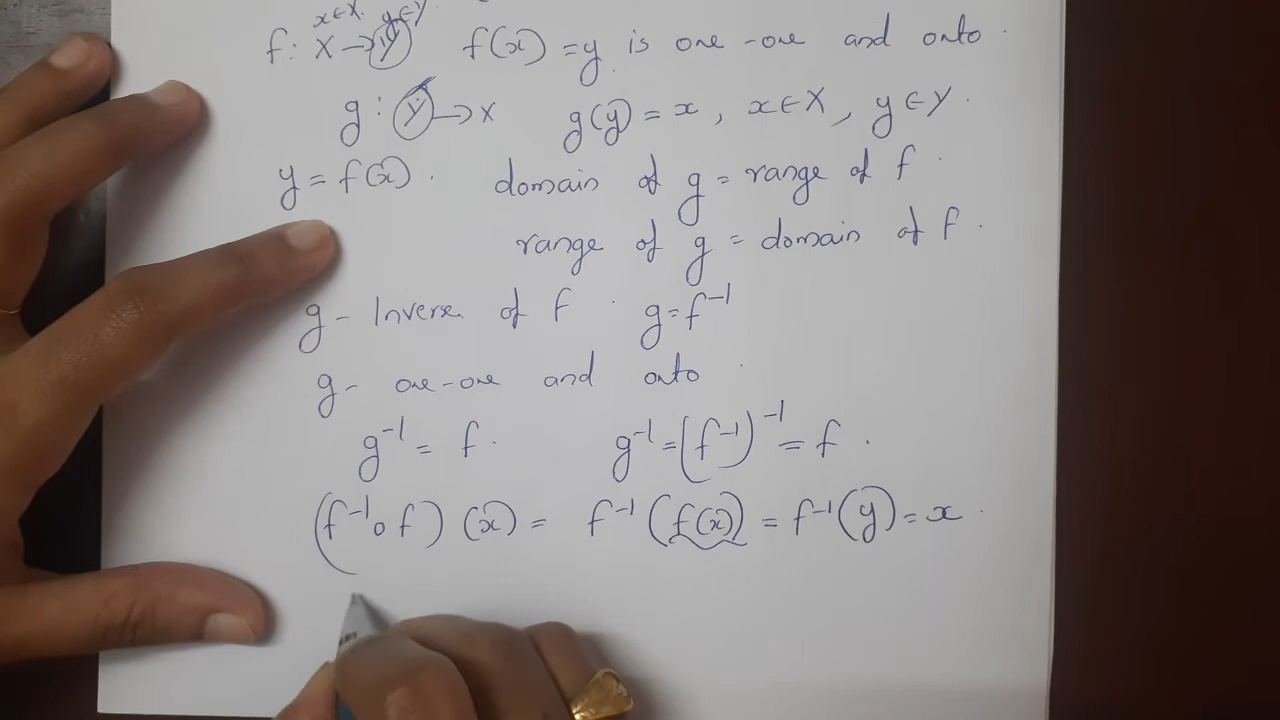 x∈X. y∈Y
f: X→Y f(x) =y is one-one and onto.
g: Y→X g(y) = x, x∈X, y∈Y.
y = f(x). domain of g = range of f.
range of g = domain of f.
g- Inverse of f. g=f⁻¹
g- one-one and onto.
g⁻¹ = f. g⁻¹=(f⁻¹)⁻¹= f.
(f⁻¹of) (x) = f⁻¹(f(x)) = f⁻¹(y) = x.